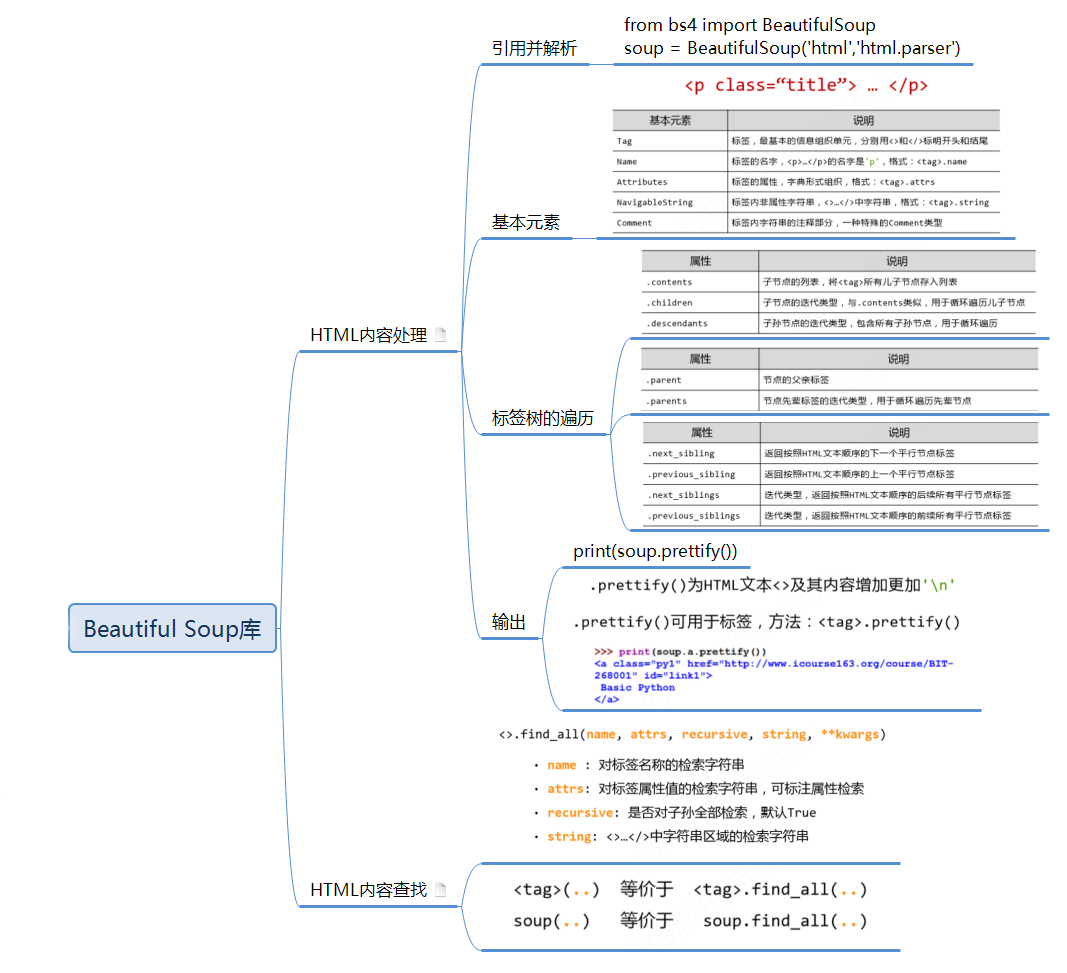 from bs4 import BeautifulSoup
soup = BeautifulSoup('html','html.parser')
引用并解析
<p class=“title”> … </p>
基本元素 说明
Tag 标签，最基本的信息组织单元，分别用<>和</>标明开头和结尾
Name 标签的名字，<p>…</p>的名字是'p'，格式：<tag>.name
Attributes 标签的属性，字典形式组织，格式：<tag>.attrs
NavigableString 标签内非属性字符串，<>…</>中字符串，格式：<tag>.string
Comment 标签内字符串的注释部分，一种特殊的Comment类型
基本元素
属性 说明
.contents 子节点的列表，将<tag>所有儿子节点存入列表
.children 子节点的迭代类型，与.contents类似，用于循环遍历儿子节点
.descendants 子孙节点的迭代类型，包含所有子孙节点，用于循环遍历
HTML内容处理
属性 说明
.parent 节点的父亲标签
.parents 节点先辈标签的迭代类型，用于循环遍历先辈节点
标签树的遍历
属性 说明
.next_sibling 返回按照HTML文本顺序的下一个平行节点标签
.previous_sibling 返回按照HTML文本顺序的上一个平行节点标签
.next_siblings 迭代类型，返回按照HTML文本顺序的后续所有平行节点标签
.previous_siblings 迭代类型，返回按照HTML文本顺序的前续所有平行节点标签
print(soup.prettify())
.prettify()为HTML文本<>及其内容增加更加'\n'
输出
.prettify()可用于标签，方法：<tag>.prettify()
>>> print(soup.a.prettify())
<a class="py1" href="http://www.icourse163.org/course/BIT-
268001" id="link1">
Basic Python
</a>
Beautiful Soup库
<>.find_all(name, attrs, recursive, string, **kwargs)
• name : 对标签名称的检索字符串
• attrs: 对标签属性值的检索字符串，可标注属性检索
• recursive: 是否对子孙全部检索，默认True
• string: <>…</>中字符串区域的检索字符串
HTML内容查找
<tag>(..) 等价于 <tag>.find_all(..)
soup(..) 等价于 soup.find_all(..)